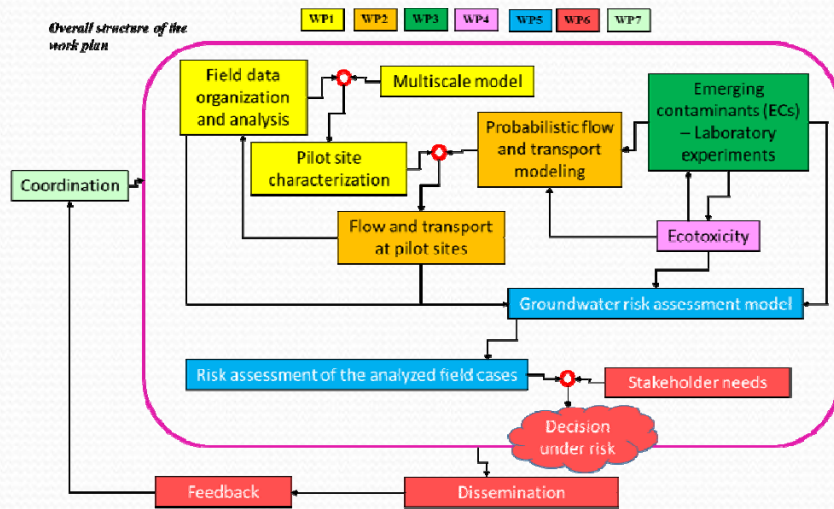 Overall structure of the
work plan
WP1
WP2
WP3
WP4
WP5
WP6
WP7
Field data
organization
and analysis
Multiscale model
Emerging
contaminants (ECs)
– Laboratory
experiments
Probabilistic flow
and transport
modeling
Pilot site
characterization
Coordination
Flow and transport
at pilot sites
Ecotoxicity
Groundwater risk assessment model
Risk assessment of the analyzed field cases
Stakeholder needs
Decision
under risk
Feedback
Dissemination